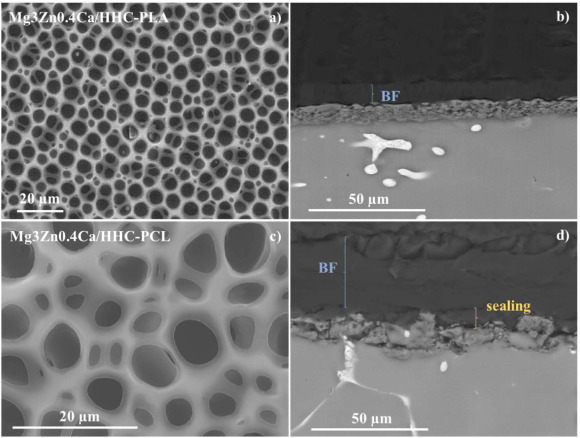 Mg3Zn0.4Ca/HHC-PLA
a)
20 µm
b)
BF
50 µm
Mg3Zn0.4Ca/HHC-PCL
c)
20 µm
d)
BF
sealing
50 µm